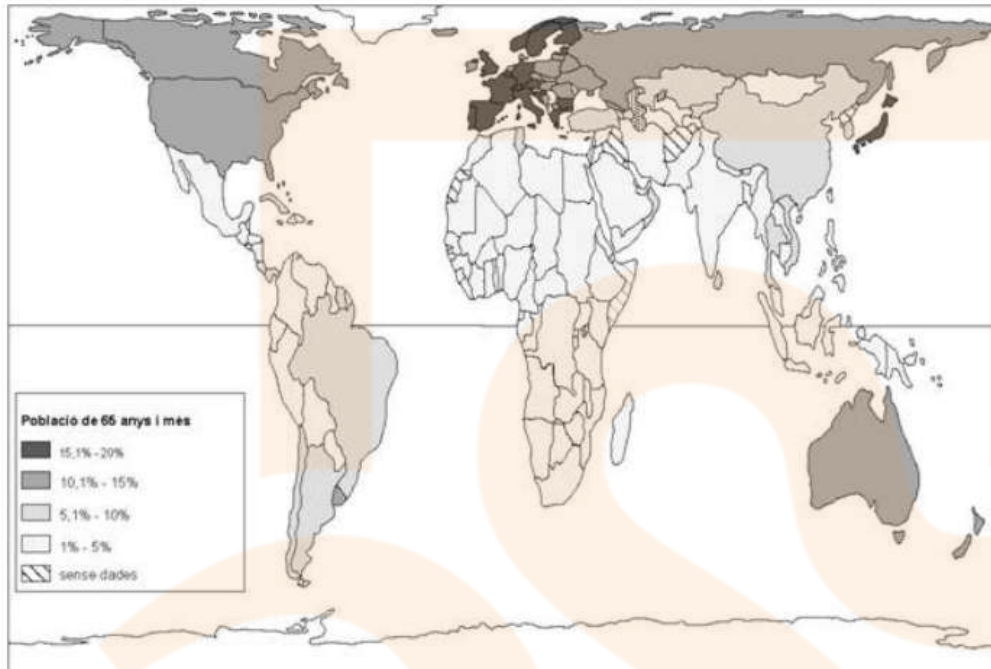 Població de 65 anys i més
15,1% - 20%
10,1% - 15%
5,1% - 10%
1% - 5%
sense dades